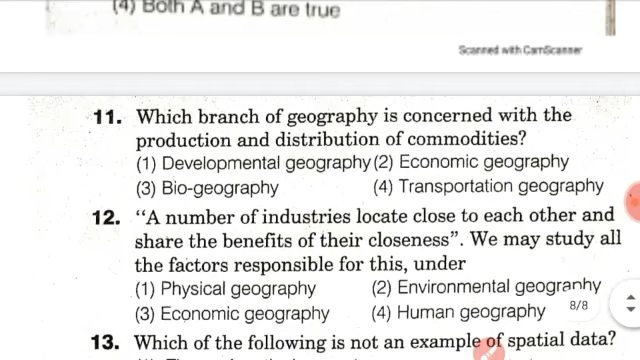 (4) Both A and B are true
Scanned with CamScanner
11. Which branch of geography is concerned with the
production and distribution of commodities?
(1) Developmental geography (2) Economic geography
(3) Bio-geography (4) Transportation geography
12. “A number of industries locate close to each other and
share the benefits of their closeness”. We may study all
the factors responsible for this, under
(1) Physical geography (2) Environmental geography
(3) Economic geography (4) Human geography
8/8
13. Which of the following is not an example of spatial data?